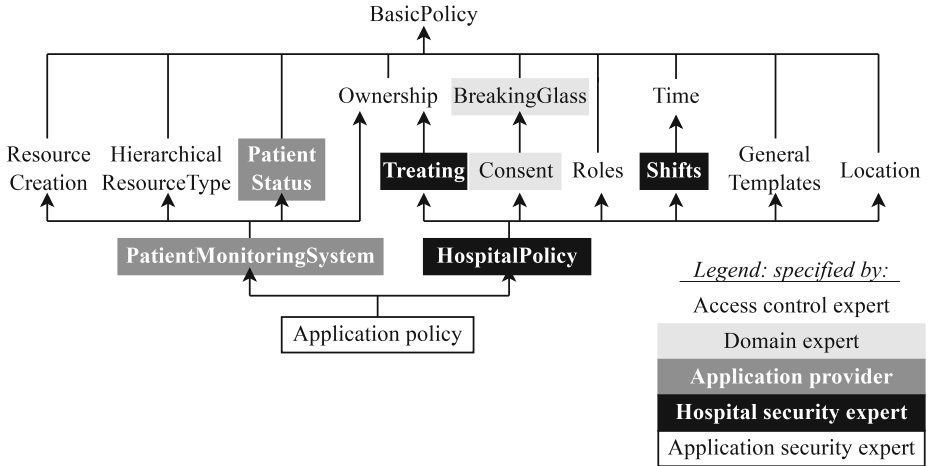 BasicPolicy
Ownership
BreakingGlass
Time
Resource
Creation
Hierarchical
ResourceType
Patient
Status
Treating
Consent
Roles
Shifts
General
Templates
Location
PatientMonitoringSystem
HospitalPolicy
Application policy
Legend: specified by:
Access control expert
Domain expert
Application provider
Hospital security expert
Application security expert